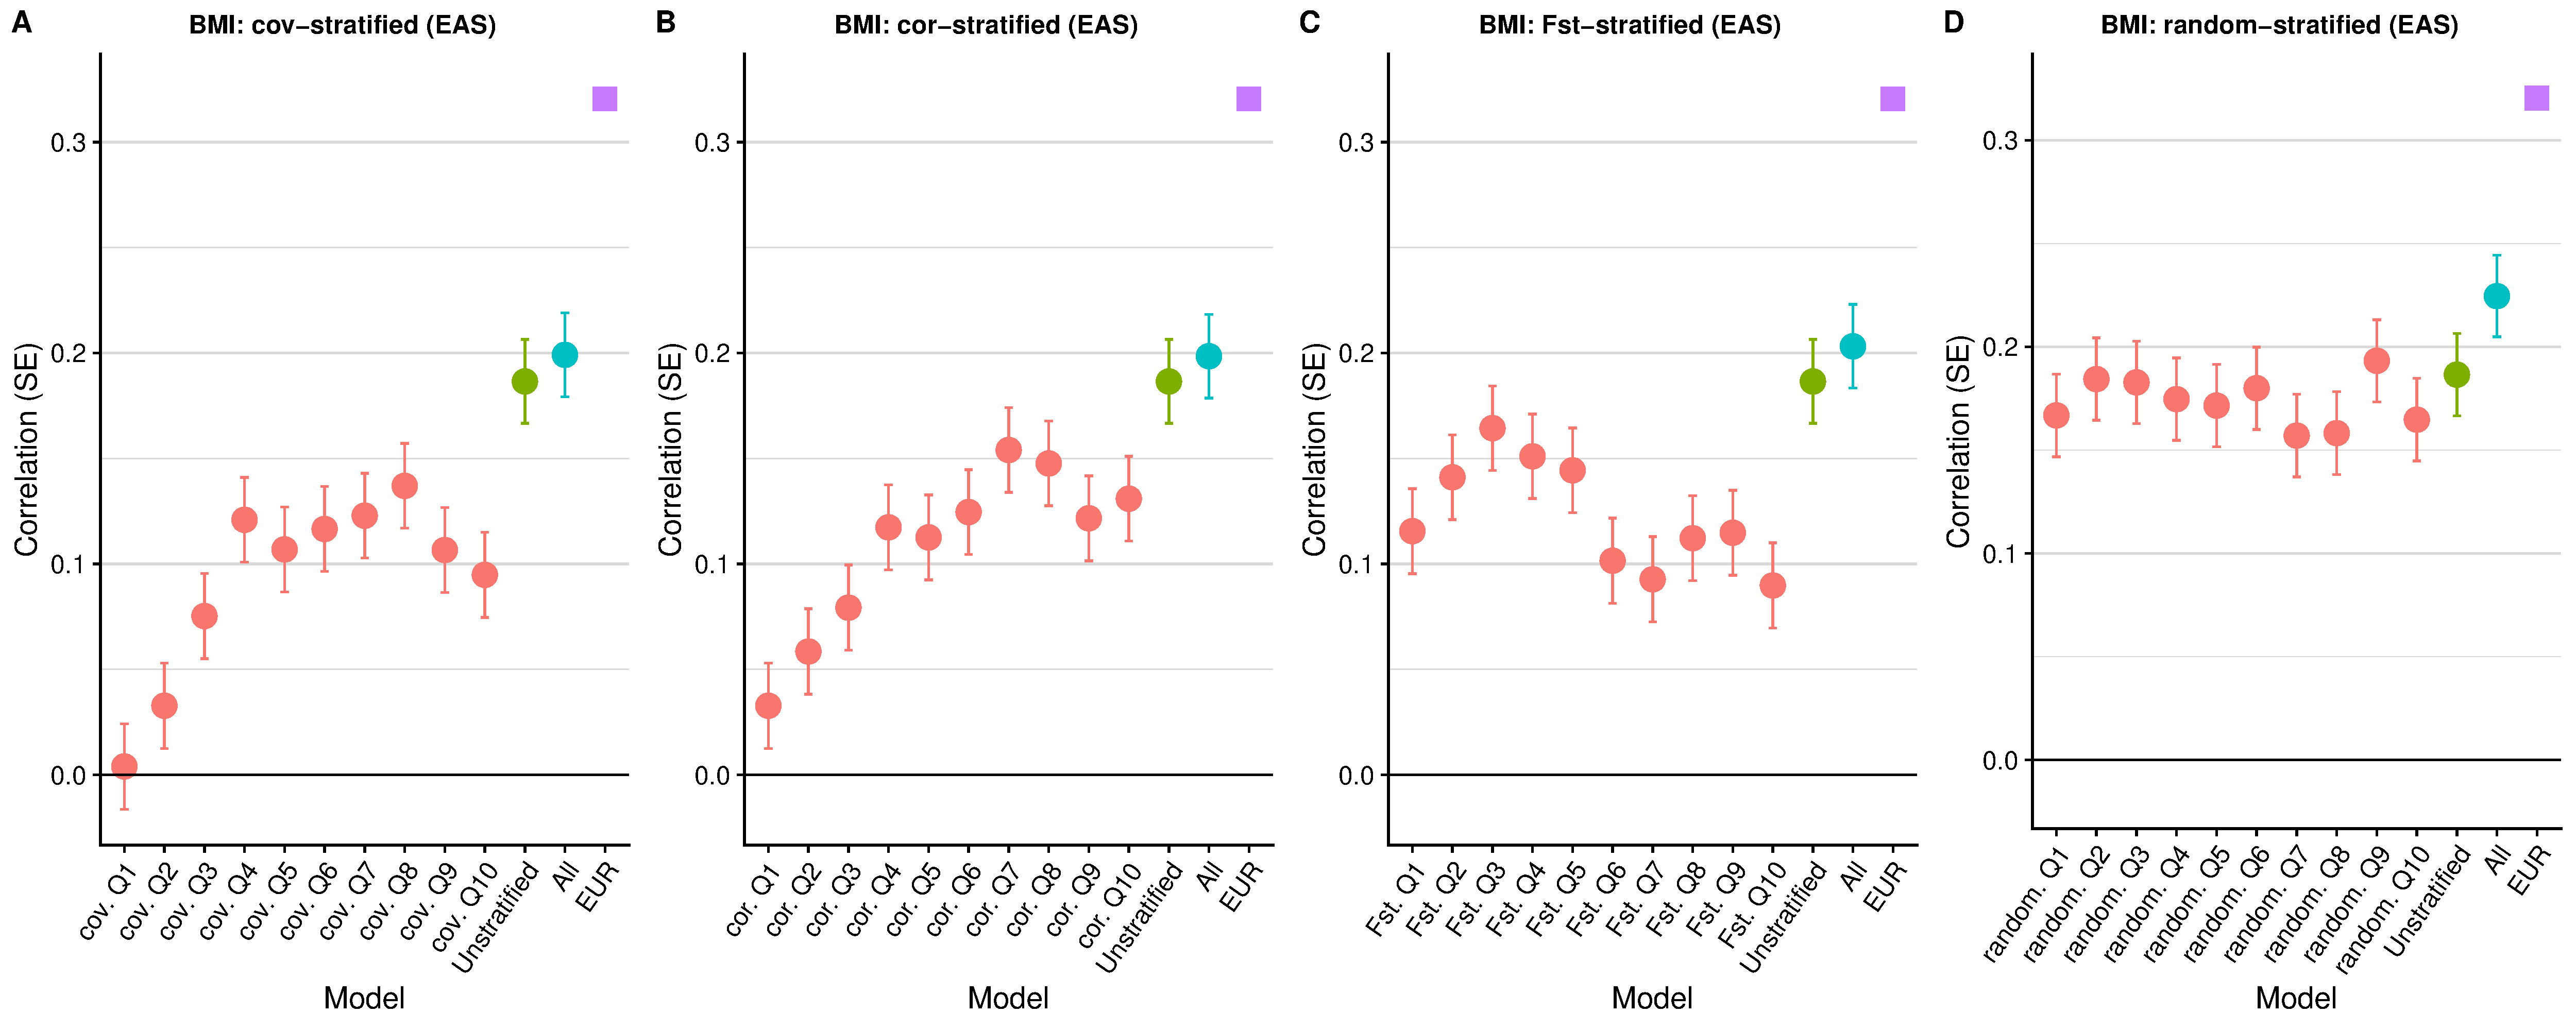 A
BMI: cov−stratified (EAS)
Correlation (SE)
0.3
0.2
0.1
0.0
cov. Q1
cov. Q2
cov. Q3
cov. Q4
cov. Q5
cov. Q6
cov. Q7
cov. Q8
cov. Q9
cov. Q10
Unstratified
All
EUR
Model
B
BMI: cor−stratified (EAS)
Correlation (SE)
0.3
0.2
0.1
0.0
cor. Q1
cor. Q2
cor. Q3
cor. Q4
cor. Q5
cor. Q6
cor. Q7
cor. Q8
cor. Q9
cor. Q10
Unstratified
All
EUR
Model
C
BMI: Fst−stratified (EAS)
Correlation (SE)
0.3
0.2
0.1
0.0
Fst. Q1
Fst. Q2
Fst. Q3
Fst. Q4
Fst. Q5
Fst. Q6
Fst. Q7
Fst. Q8
Fst. Q9
Fst. Q10
Unstratified
All
EUR
Model
D
BMI: random−stratified (EAS)
Correlation (SE)
0.3
0.2
0.1
0.0
random. Q1
random. Q2
random. Q3
random. Q4
random. Q5
random. Q6
random. Q7
random. Q8
random. Q9
random. Q10
Unstratified
All
EUR
Model